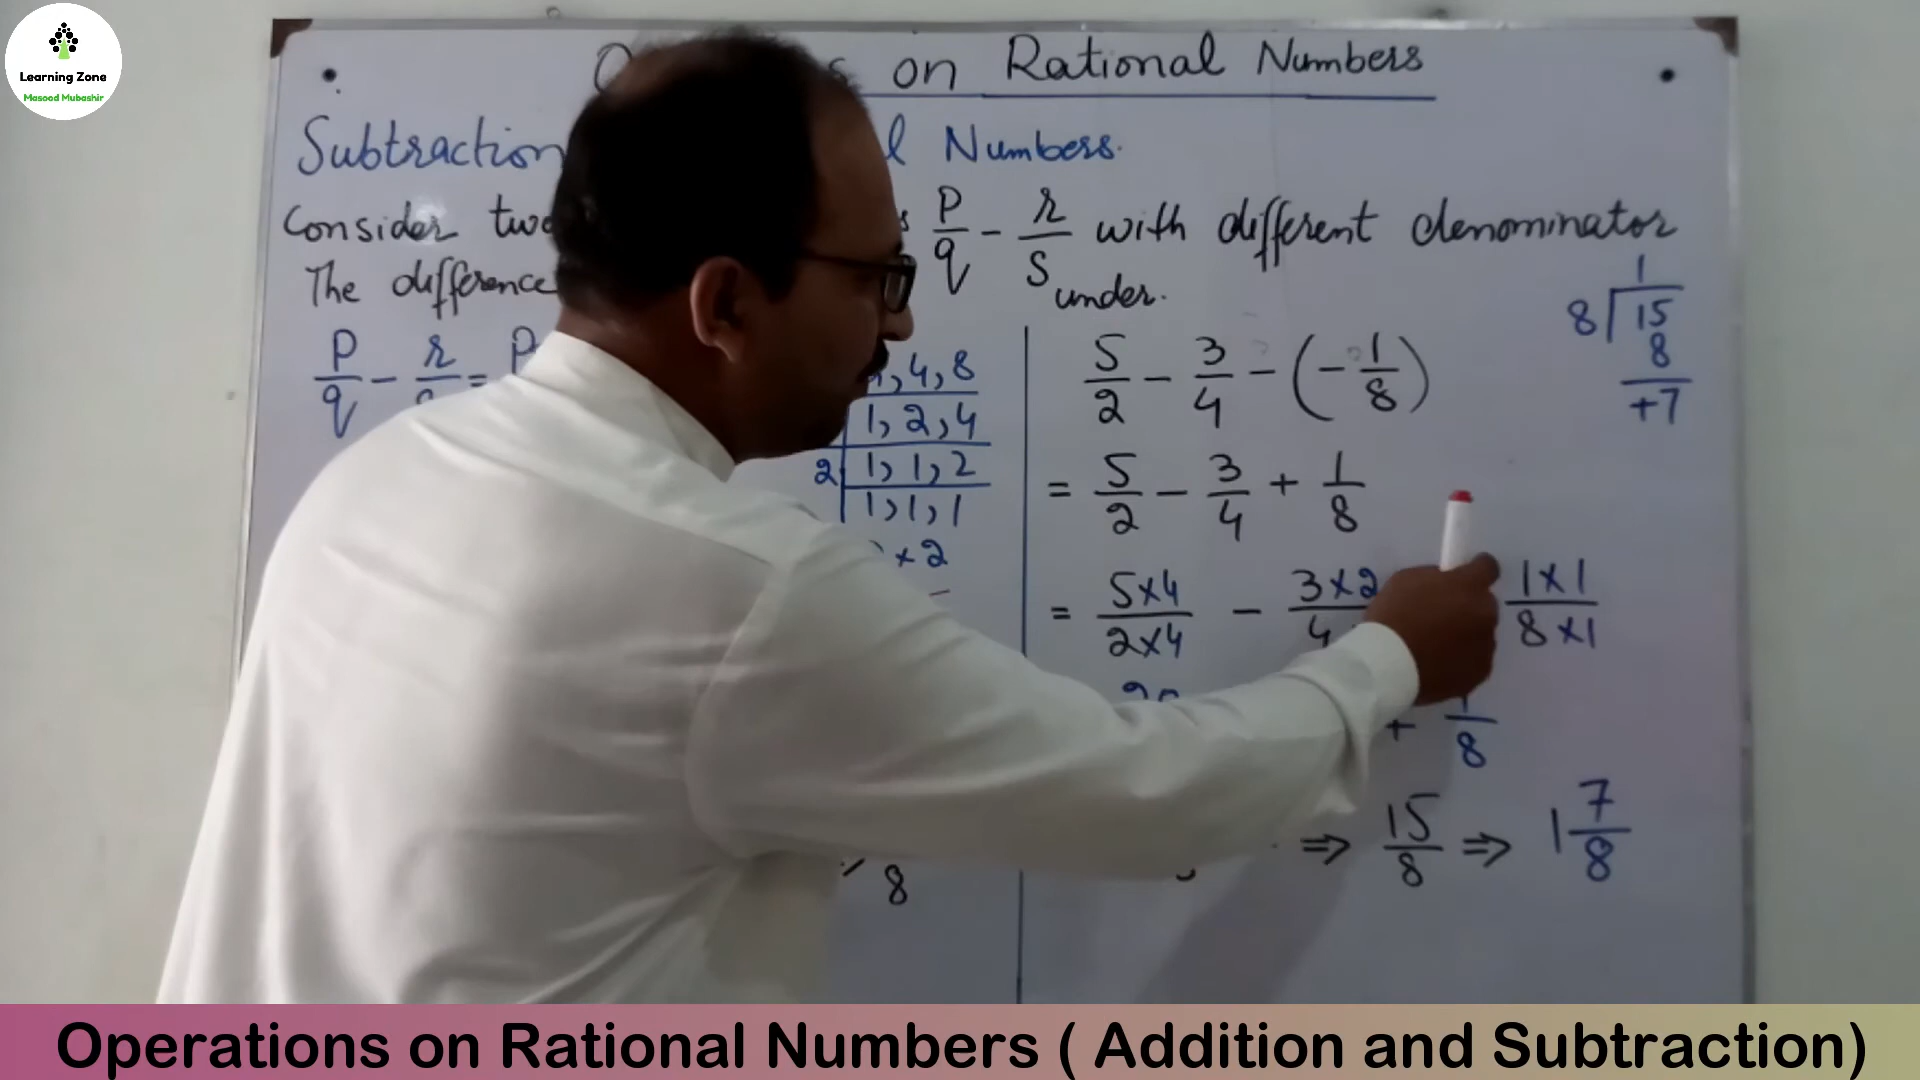 Learning Zone
Masood Mubashir
on Rational Numbers
Subtraction Numbers.
Consider two p/q - r/s with different denominator
The difference under.
p/q - r/ = p
, 4, 8
1, 2, 4
2 1, 1, 2
1, 1, 1
× 2
8
5/2 - 3/4 - (-1/8)
= 5/2 - 3/4 + 1/8
= 5×4/2×4 - 3×2/4 1×1/8×1
+ 1/8
⇒ 15/8 ⇒ 1 7/8
1
8 15
8
+7
Operations on Rational Numbers ( Addition and Subtraction)